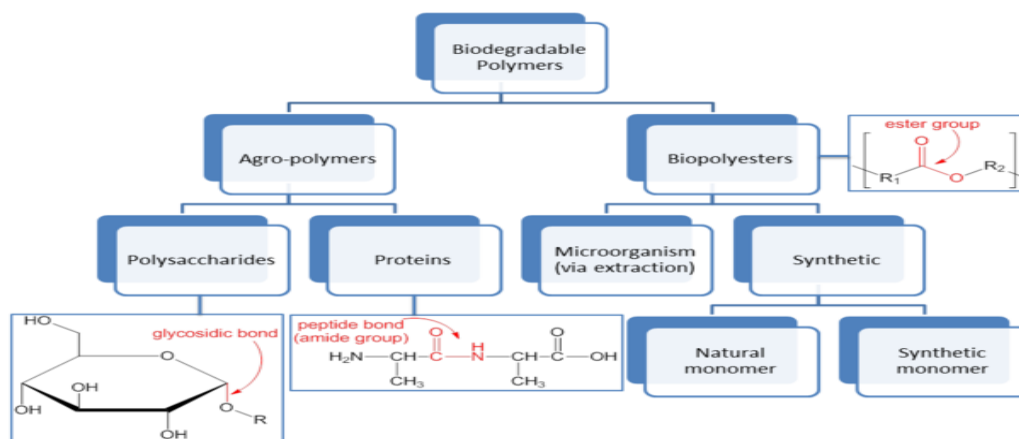 Biodegradable
Polymers
Agro-polymers
Biopolyesters
ester group
O
R1
O
R2
Polysaccharides
Proteins
Microorganism
(via extraction)
Synthetic
HO
glycosidic bond
O
OH
OH
OH
O
R
peptide bond
(amide group)
O
H
O
H2N
CH
C
N
CH
C
OH
CH3
CH3
Natural
monomer
Synthetic
monomer